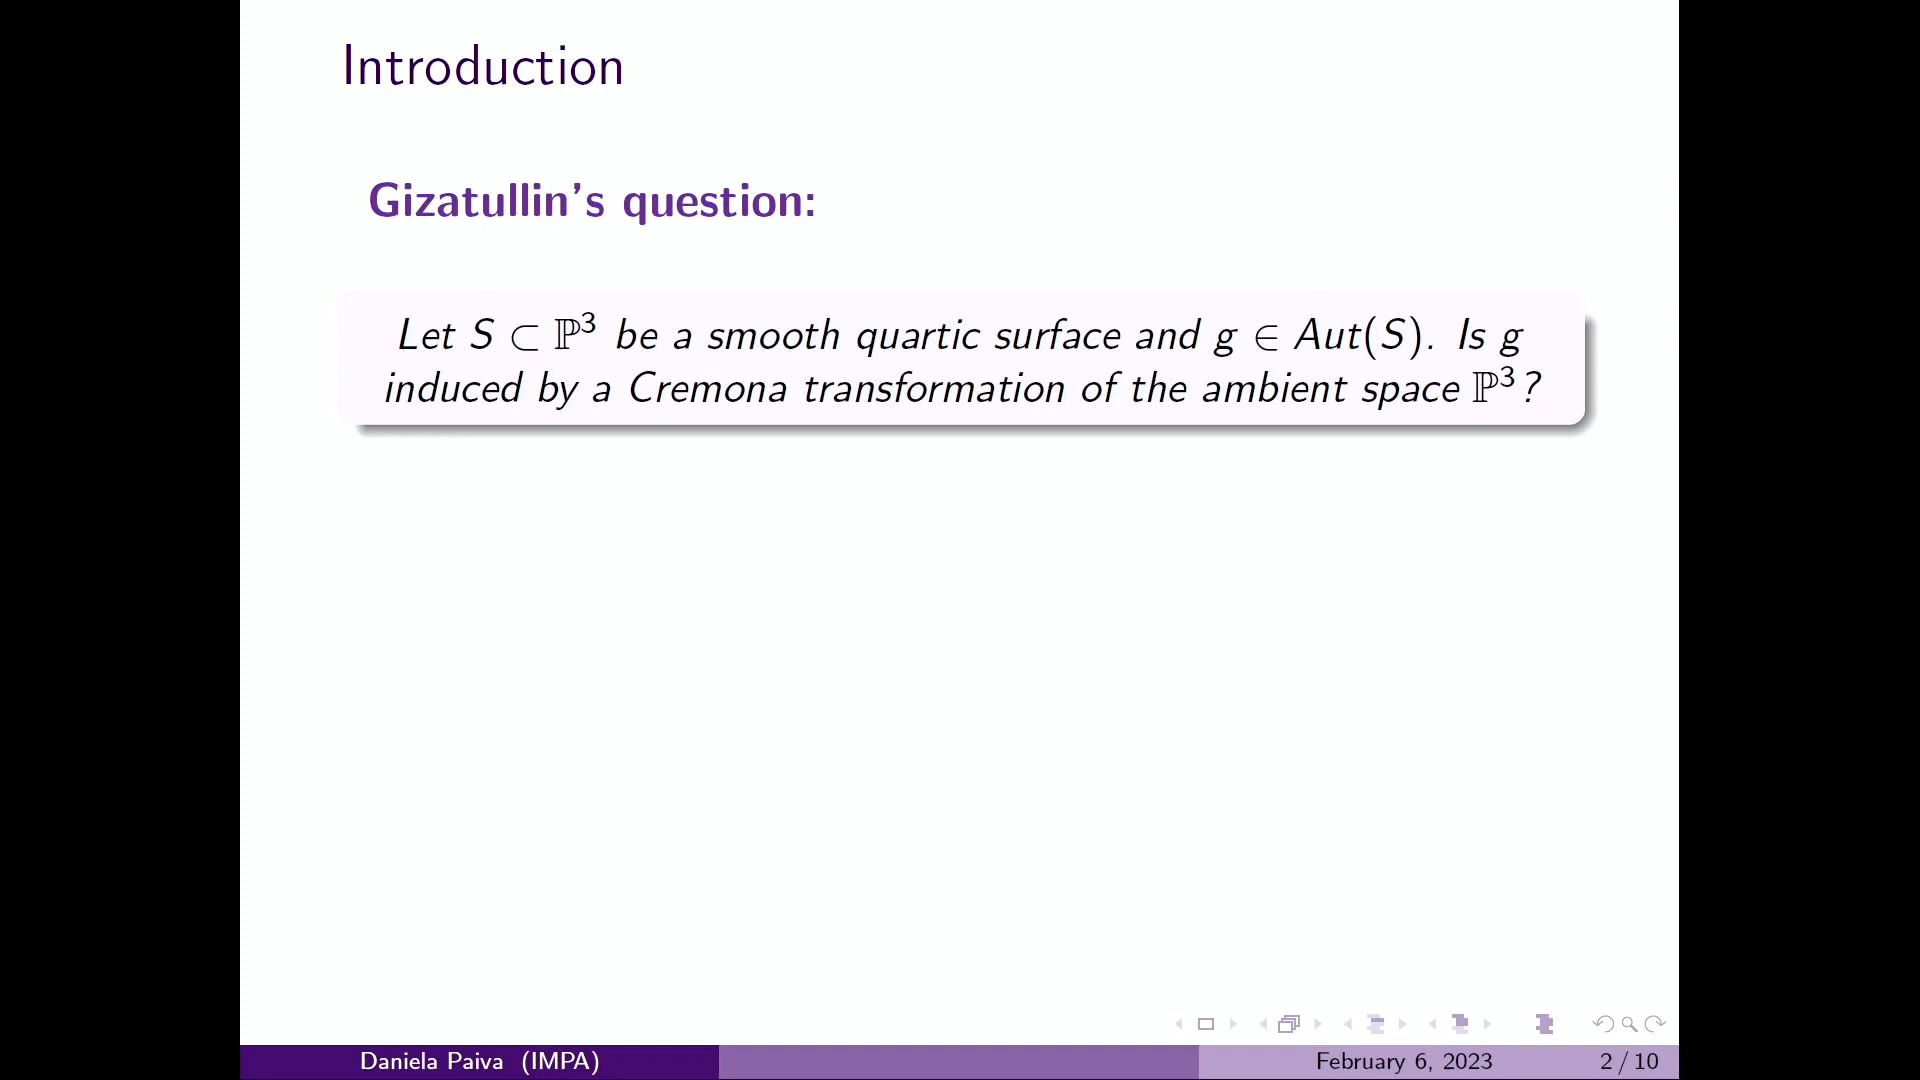 Introduction
Gizatullin's question:
Let S ⊂ ℙ³ be a smooth quartic surface and g ∈ Aut(S). Is g
induced by a Cremona transformation of the ambient space ℙ³?
Daniela Paiva (IMPA)
February 6, 2023
2 / 10